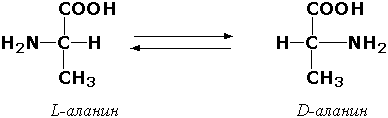 COOH COOH
H2N—C—H H—C—NH2
CH3 CH3
L-аланин D-аланин